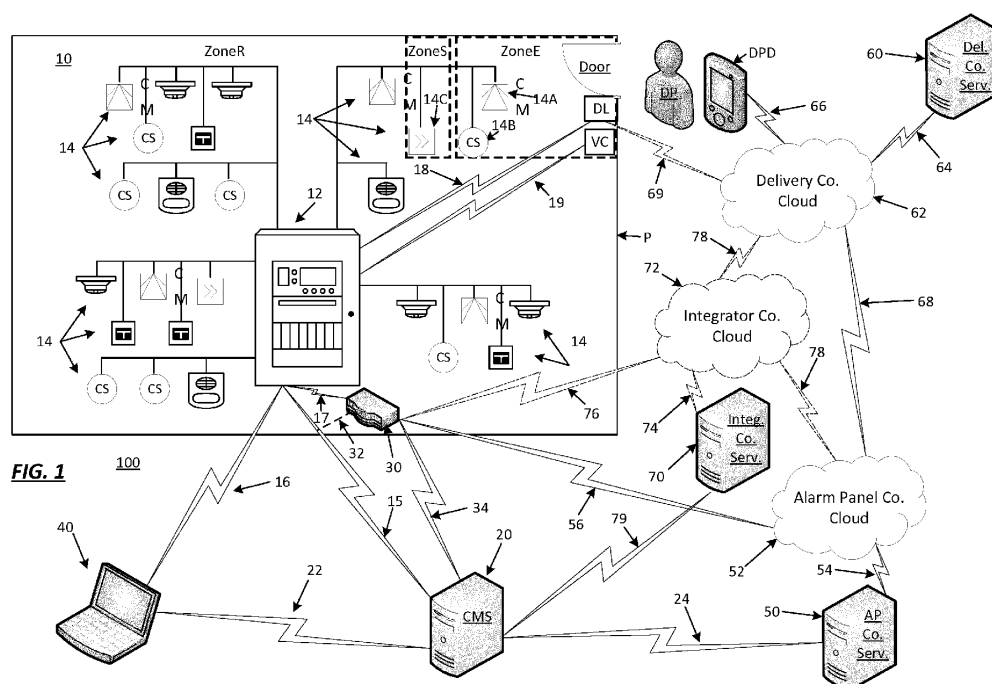 10
ZoneR
ZoneS
ZoneE
Door
DP
DPD
60
Del.
Co.
Serv.
C
M
CS
14
CS
CS
14
C
M
14C
C
M
14A
14B
CS
DL
VC
66
64
69
Delivery Co.
Cloud
62
CS
18
19
12
P
78
72
68
C
M
14
CS
CS
C
M
CS
14
Integrator Co.
Cloud
78
76
74
Integ.
Co.
Serv.
70
17
32
30
FIG. 1
100
16
15
34
56
79
Alarm Panel Co.
Cloud
52
54
40
22
20
CMS
24
50
AP
Co.
Serv.